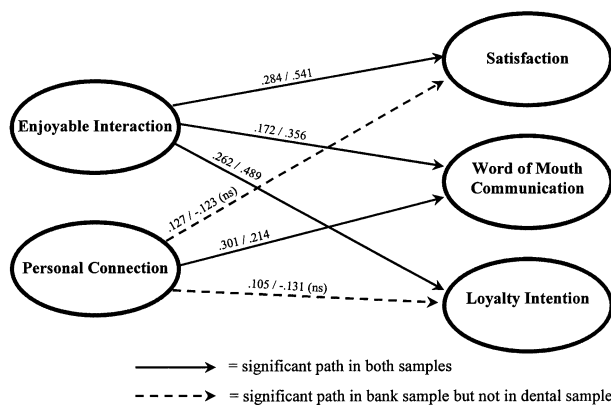 Satisfaction
.284 / .541
Enjoyable Interaction
.172 / .356
.262 / .489
Word of Mouth
Communication
.127 / -.123 (ns)
.301 / .214
Personal Connection
.105 / -.131 (ns)
Loyalty Intention
= significant path in both samples
= significant path in bank sample but not in dental sample